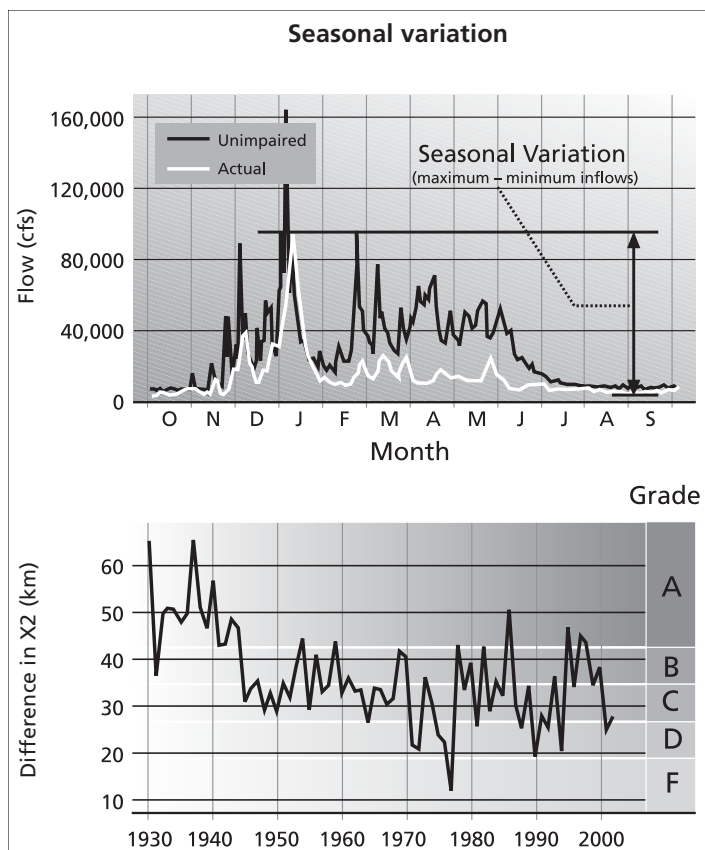 Seasonal variation
160,000
120,000
80,000
40,000
0
Flow (cfs)
Unimpaired
Actual
Seasonal Variation
(maximum – minimum inflows)
O N D J F M A M J J A S
Month
Grade
60
50
40
30
20
10
Difference in X2 (km)
A
B
C
D
F
1930 1940 1950 1960 1970 1980 1990 2000